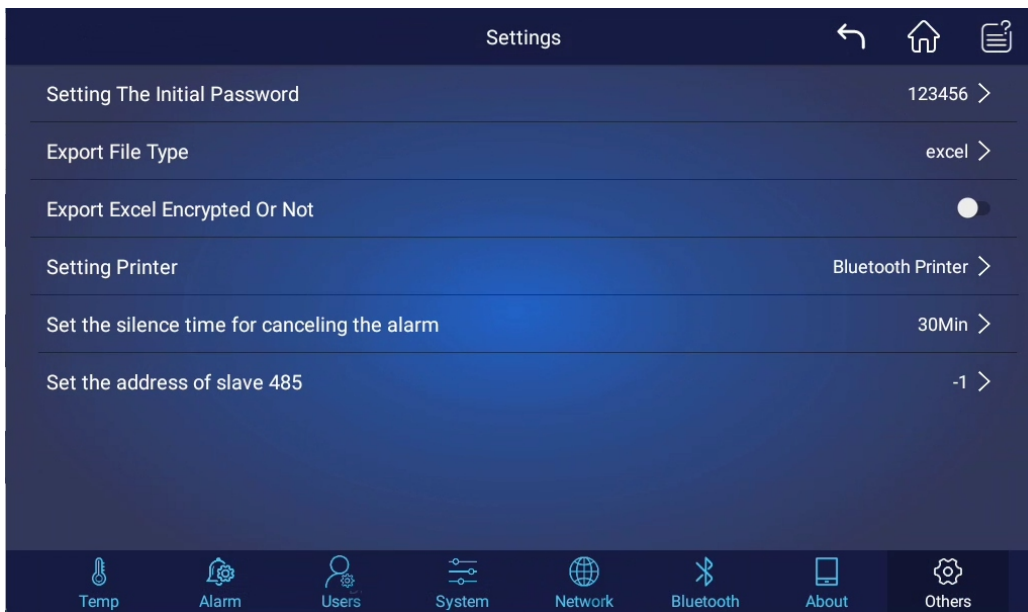 Settings
Setting The Initial Password 123456
Export File Type excel
Export Excel Encrypted Or Not
Setting Printer Bluetooth Printer
Set the silence time for canceling the alarm 30Min
Set the address of slave 485 -1
Temp Alarm Users System Network Bluetooth About Others